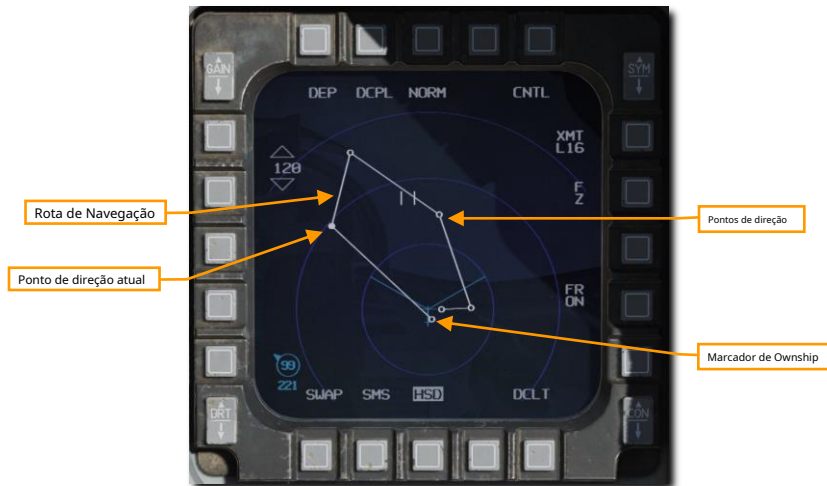 GAIN
SYM
DEP DCPL NORM CNTL
XMT
L16
120
F
Z
Rota de Navegação
Pontos de direção
Ponto de direção atual
FR
ON
Marcador de Ownship
99
221
SWAP SMS HSD DCLT
BRT
CON